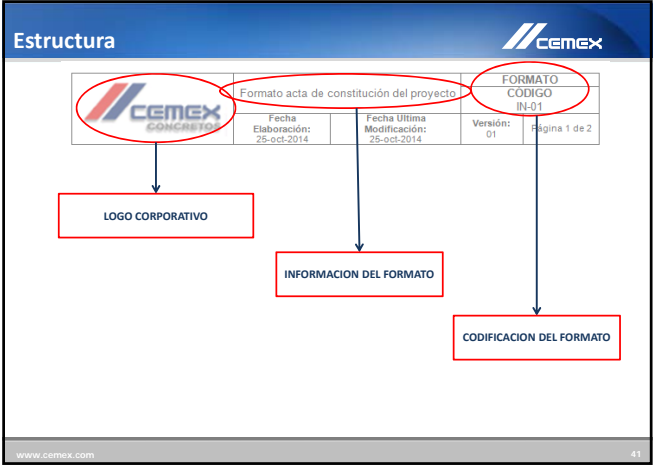 Estructura
CEMEX
CEMEX
CONCRETOS
Formato acta de constitución del proyecto
FORMATO
CÓDIGO
IN-01
Fecha
Elaboración:
25-oct-2014
Fecha Ultima
Modificación:
25-oct-2014
Versión:
01
Página 1 de 2
LOGO CORPORATIVO
INFORMACION DEL FORMATO
CODIFICACION DEL FORMATO
www.cemex.com
41